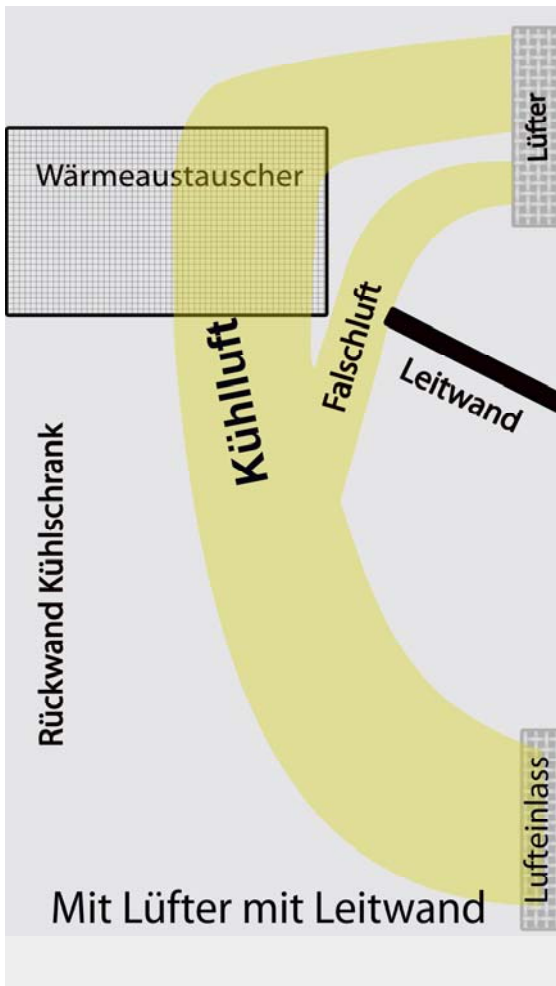 Lüfter
Wärmeaustauscher
Falschluft
Kühlluft
Leitwand
Rückwand Kühlschrank
Lufteinlass
Mit Lüfter mit Leitwand